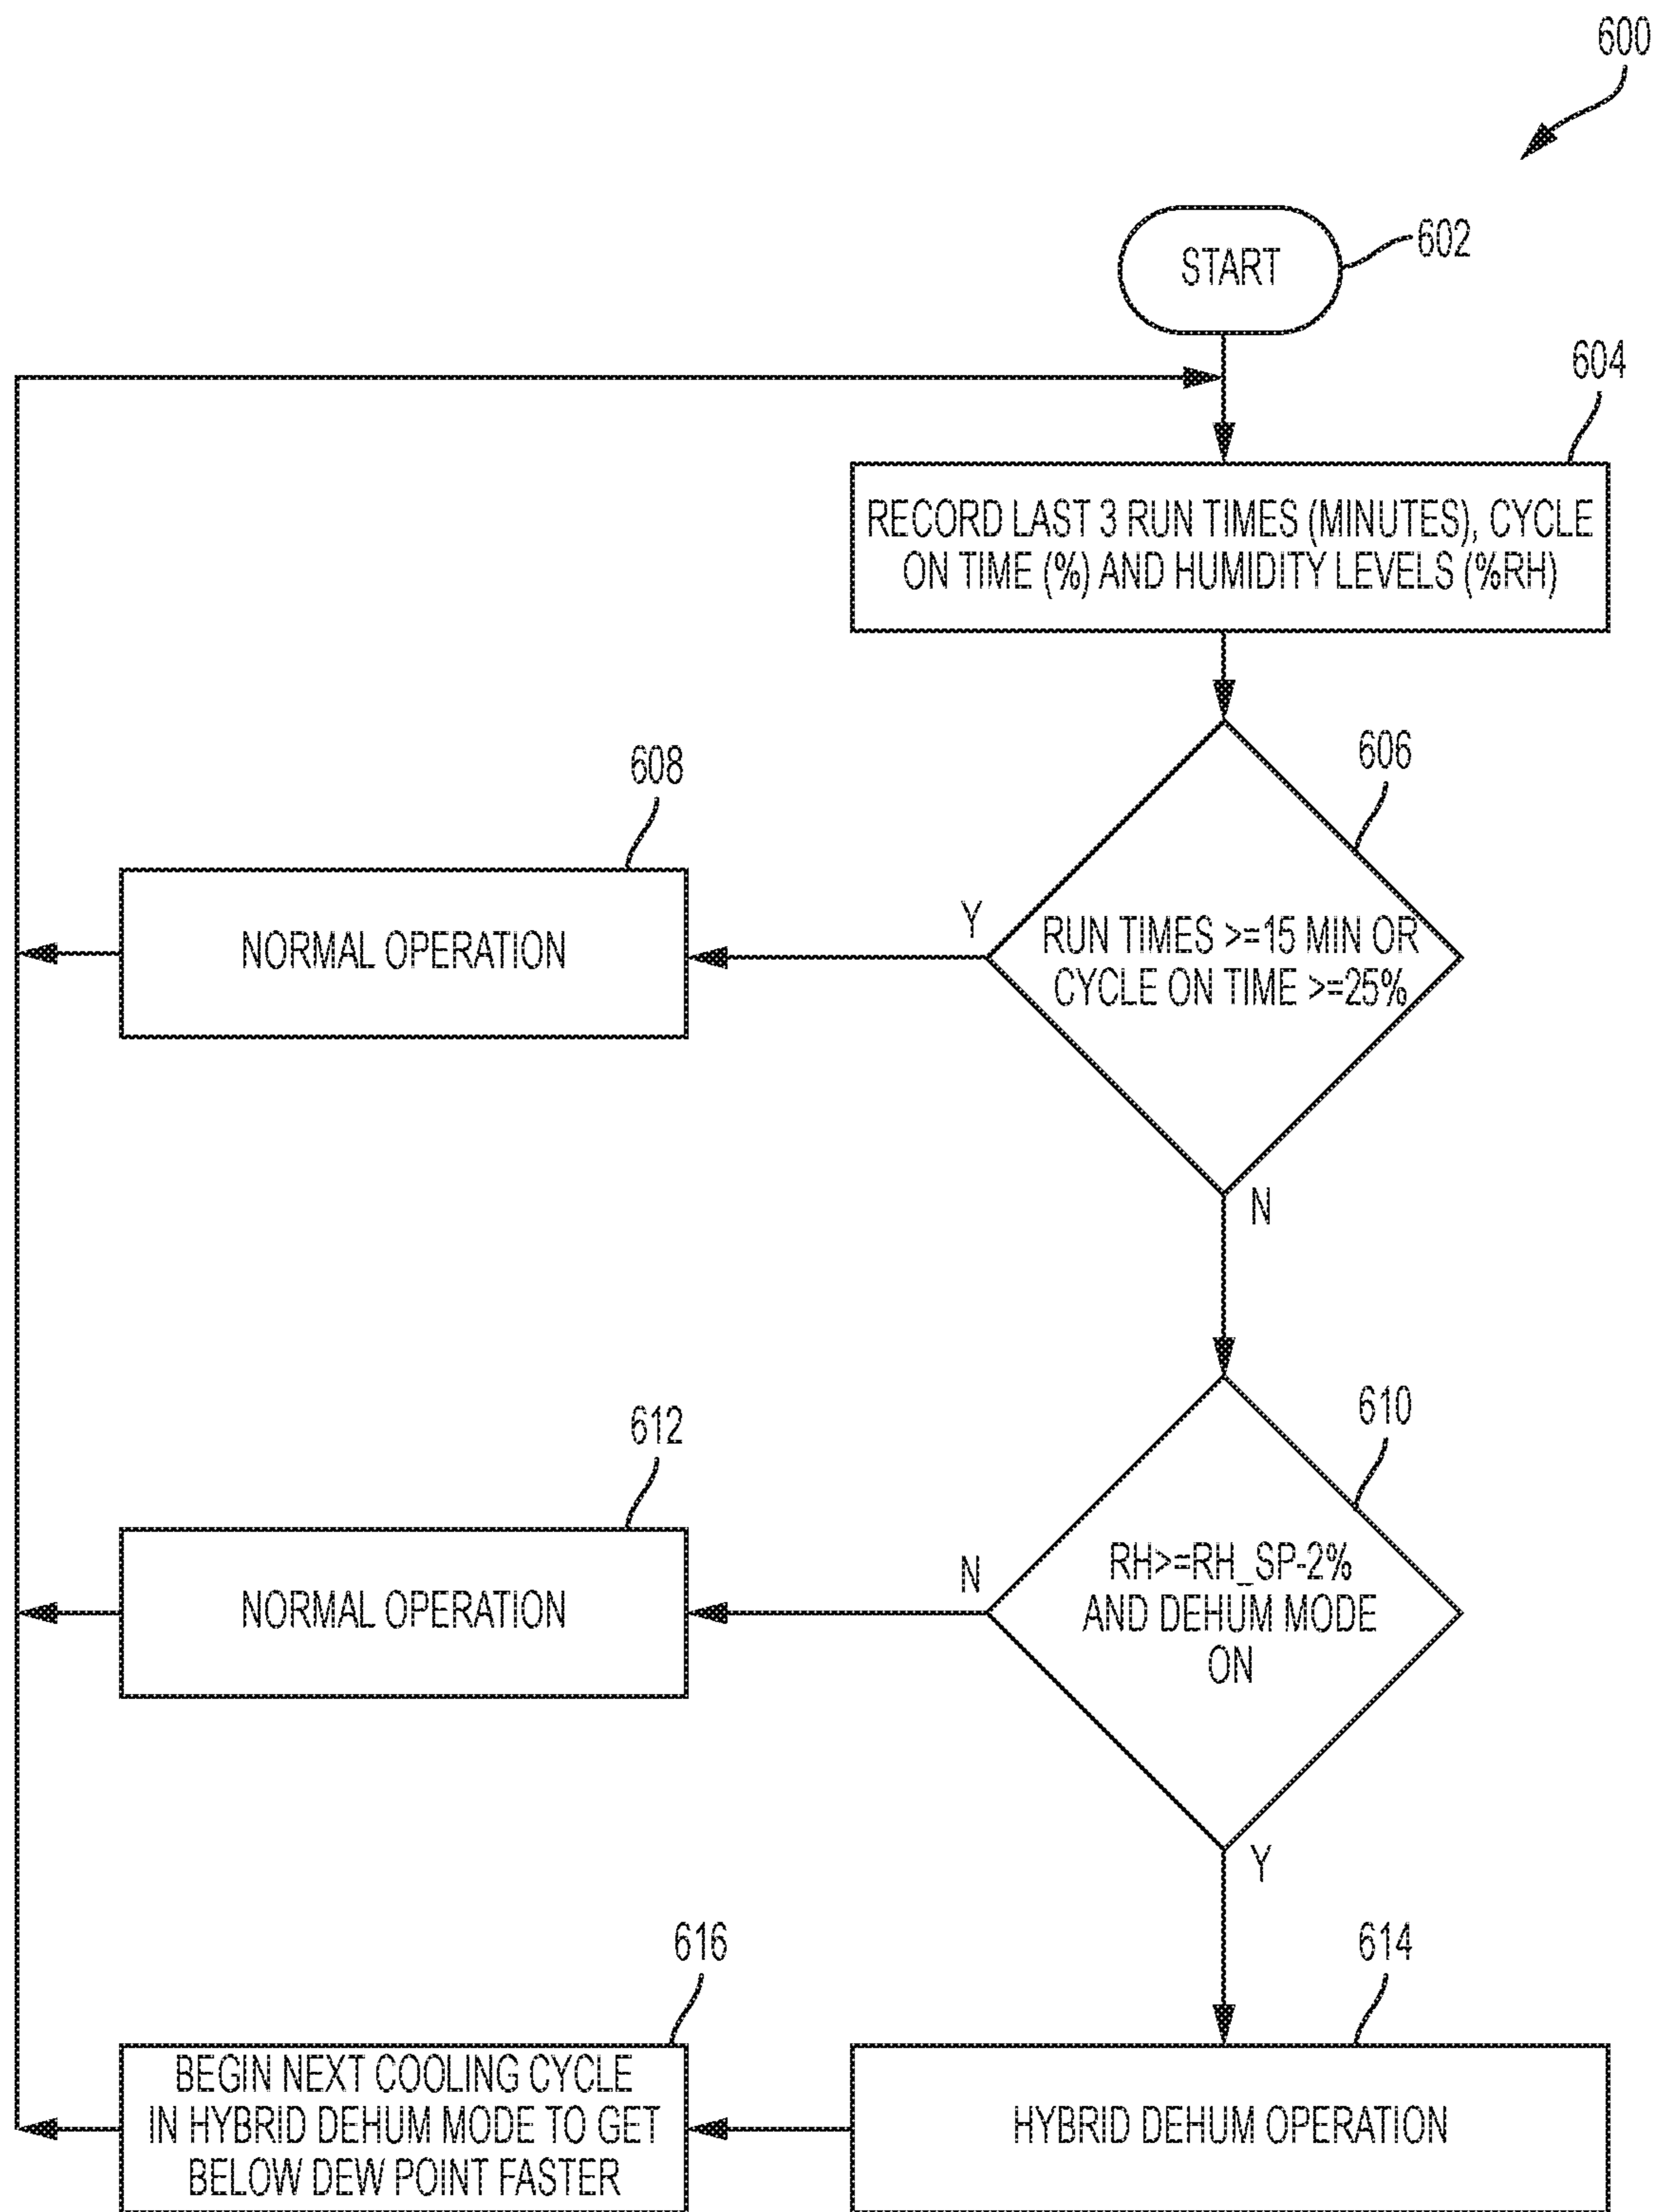 600
START
602
604
RECORD LAST 3 RUN TIMES (MINUTES), CYCLE
ON TIME (%) AND HUMIDITY LEVELS (%RH)
606
608
Y
RUN TIMES >=15 MIN OR
CYCLE ON TIME >=25%
NORMAL OPERATION
N
610
612
N
RH>=RH_SP-2%
AND DEHUM MODE
ON
NORMAL OPERATION
Y
616
614
BEGIN NEXT COOLING CYCLE
IN HYBRID DEHUM MODE TO GET
BELOW DEW POINT FASTER
HYBRID DEHUM OPERATION